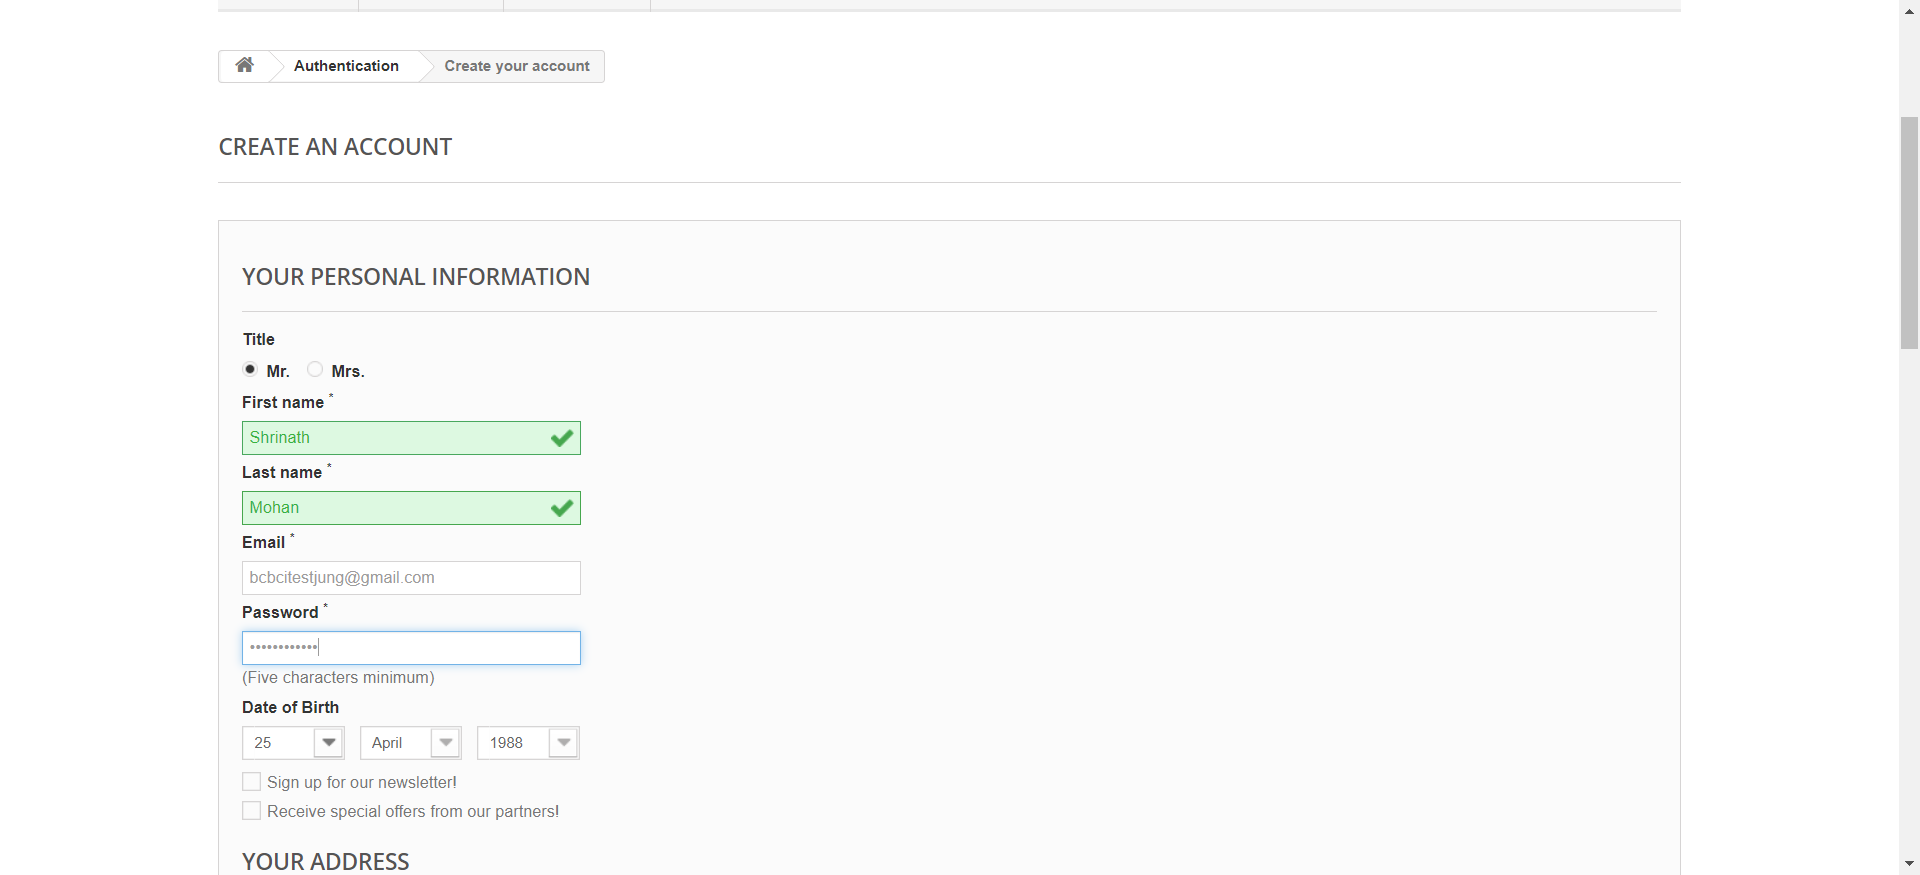 Authentication
Create your account
CREATE AN ACCOUNT
YOUR PERSONAL INFORMATION
Title
Mr. Mrs.
First name *
Shrinath
Last name *
Mohan
Email *
bcbcitestjung@gmail.com
Password *
••••••••••••
(Five characters minimum)
Date of Birth
25 April 1988
Sign up for our newsletter!
Receive special offers from our partners!
YOUR ADDRESS